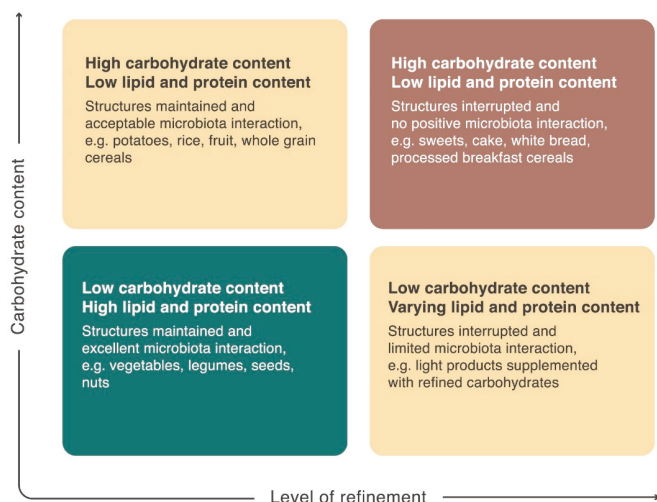 High carbohydrate content
Low lipid and protein content
Structures maintained and
acceptable microbiota interaction,
e.g. potatoes, rice, fruit, whole grain
cereals
High carbohydrate content
Low lipid and protein content
Structures interrupted and
no positive microbiota interaction,
e.g. sweets, cake, white bread,
processed breakfast cereals
Carbohydrate content
Low carbohydrate content
High lipid and protein content
Structures maintained and
excellent microbiota interaction,
e.g. vegetables, legumes, seeds,
nuts
Low carbohydrate content
Varying lipid and protein content
Structures interrupted and
limited microbiota interaction,
e.g. light products supplemented
with refined carbohydrates
Level of refinement